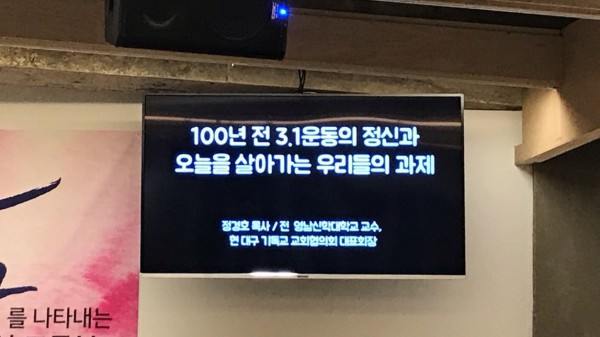 100년 전 3.1운동의 정신과
오늘을 살아가는 우리들의 과제
정경호 목사 / 전 영남신학대학교 교수,
현 대구 기독교 교회협의회 대표회장
를 나타내는